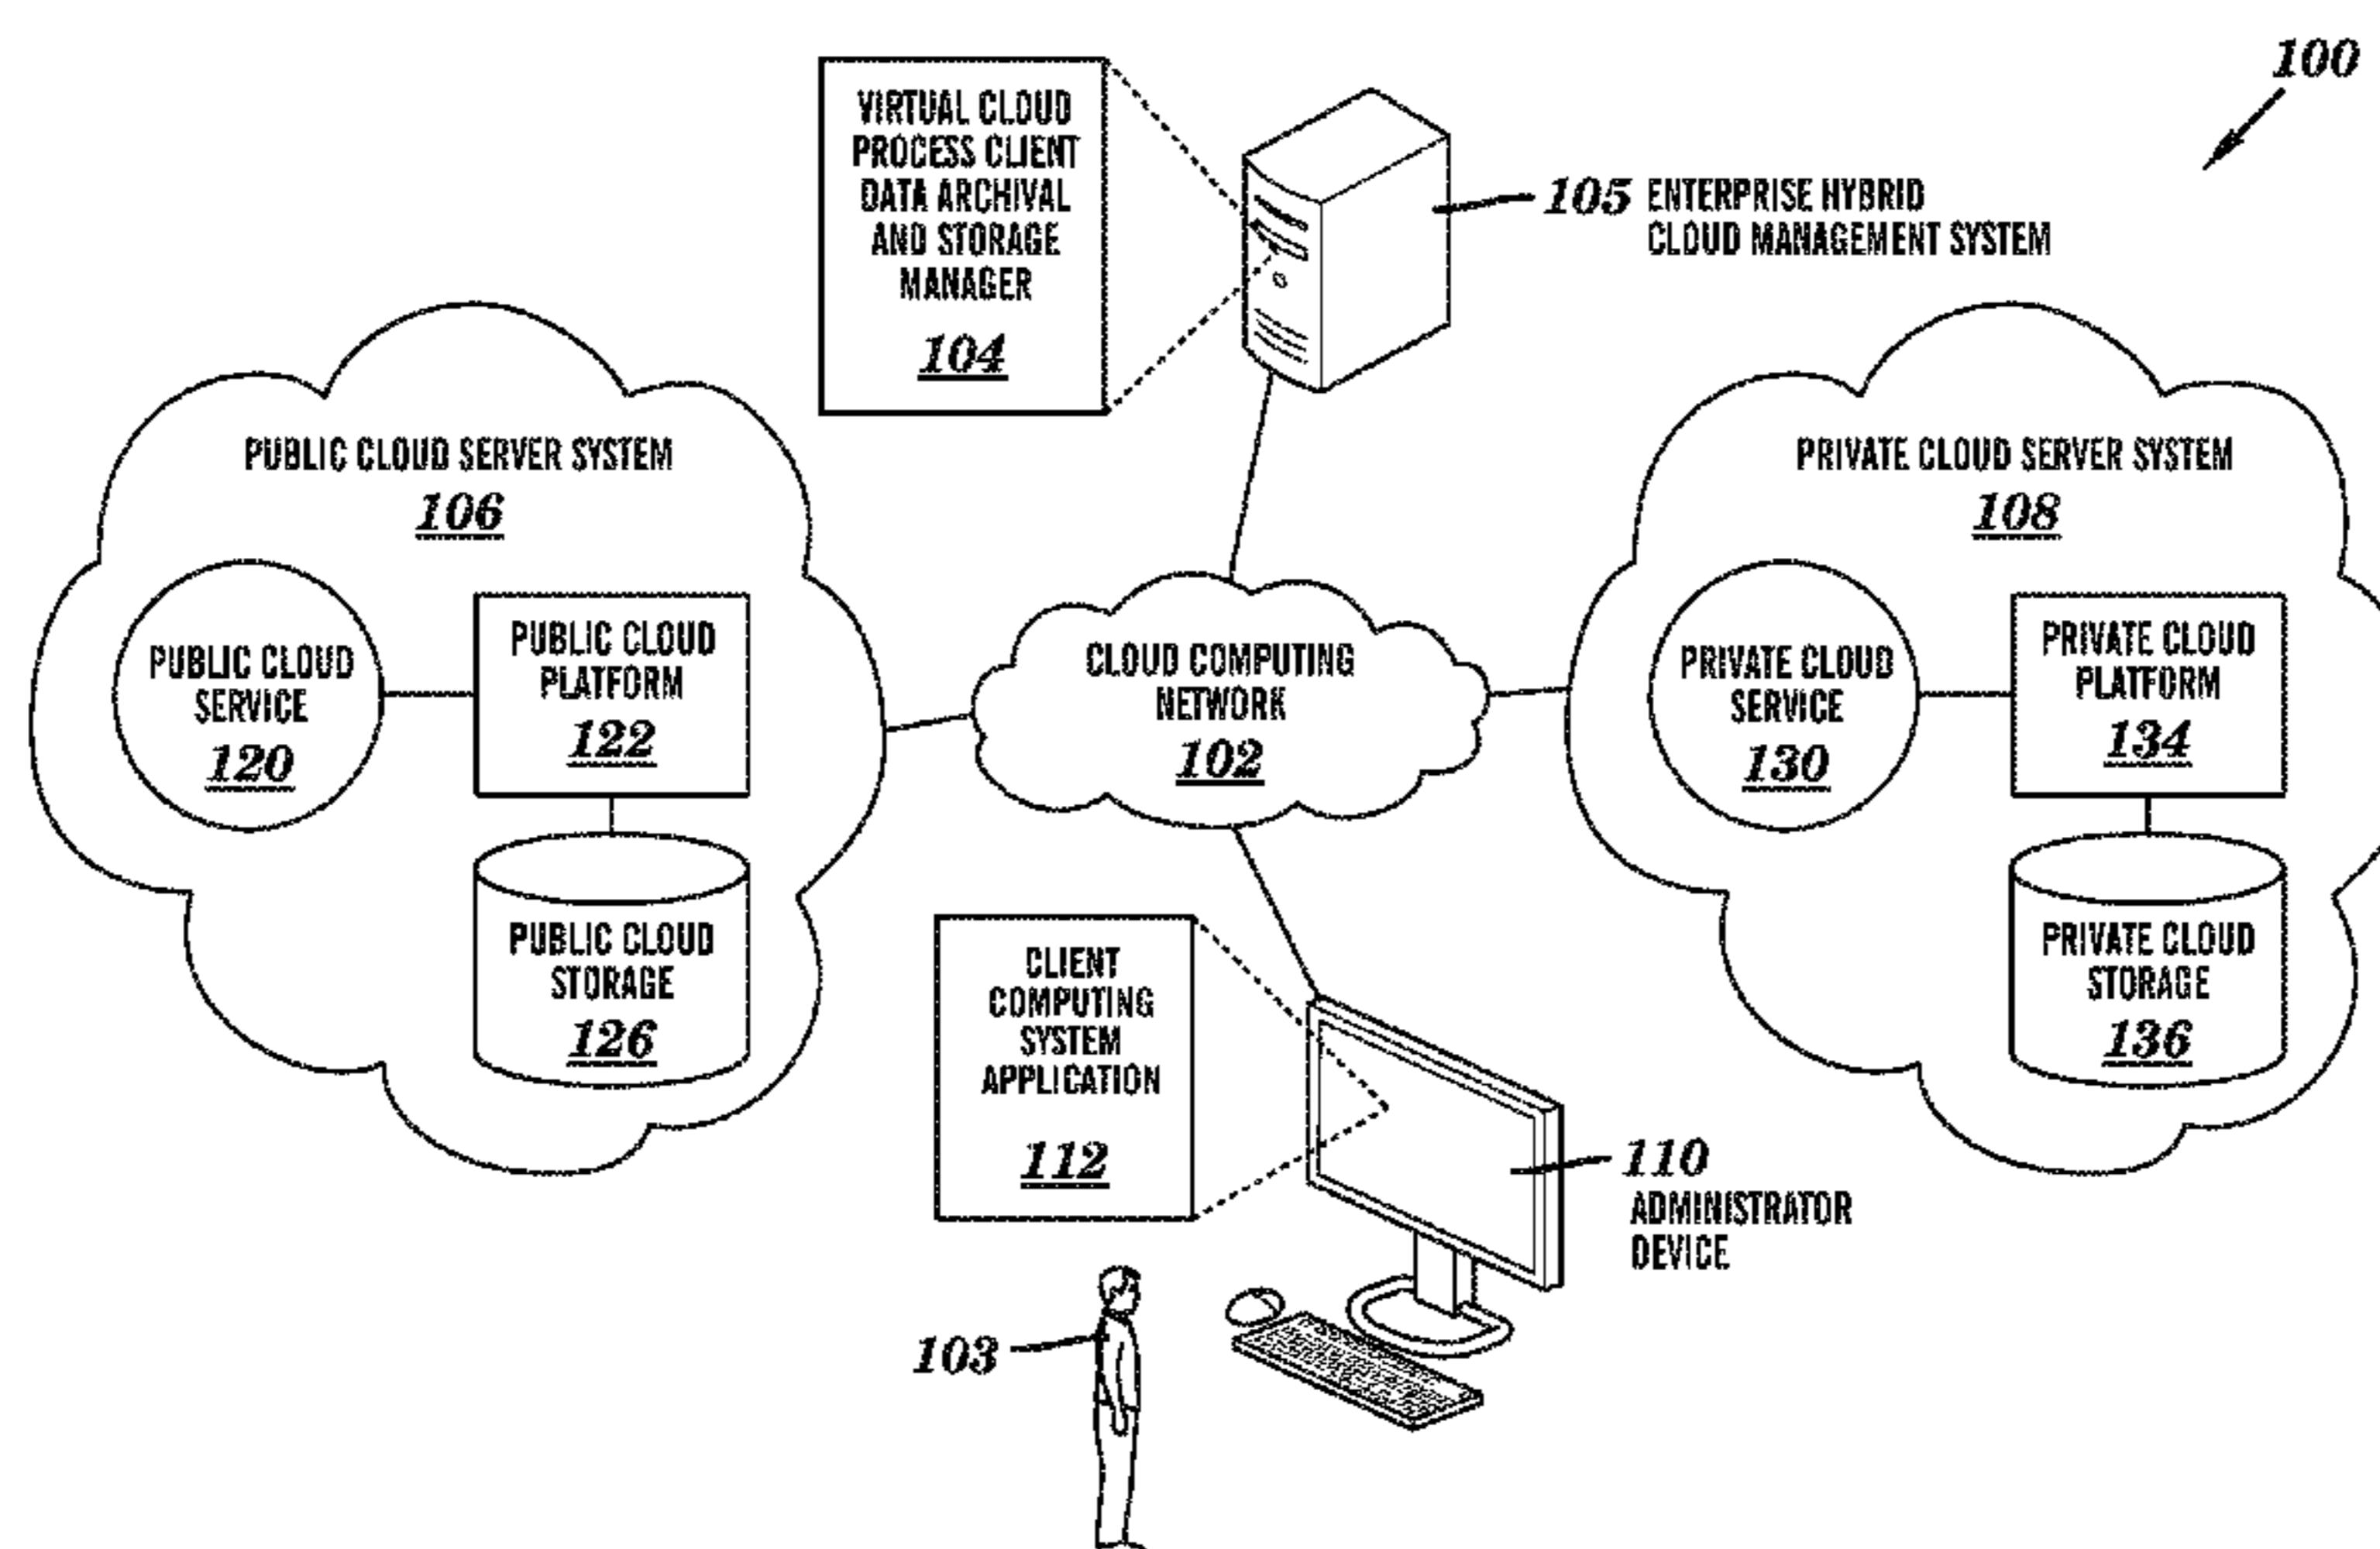 100
VIRTUAL CLOUD
PROCESS CLIENT
DATA ARCHIVAL
AND STORAGE
MANAGER
104
105 ENTERPRISE HYBRID
CLOUD MANAGEMENT SYSTEM
PUBLIC CLOUD SERVER SYSTEM
106
PUBLIC CLOUD
SERVICE
120
PUBLIC CLOUD
PLATFORM
122
PUBLIC CLOUD
STORAGE
126
CLOUD COMPUTING
NETWORK
102
PRIVATE CLOUD SERVER SYSTEM
108
PRIVATE CLOUD
SERVICE
130
PRIVATE CLOUD
PLATFORM
134
PRIVATE CLOUD
STORAGE
136
CLIENT
COMPUTING
SYSTEM
APPLICATION
112
110
ADMINISTRATOR
DEVICE
103